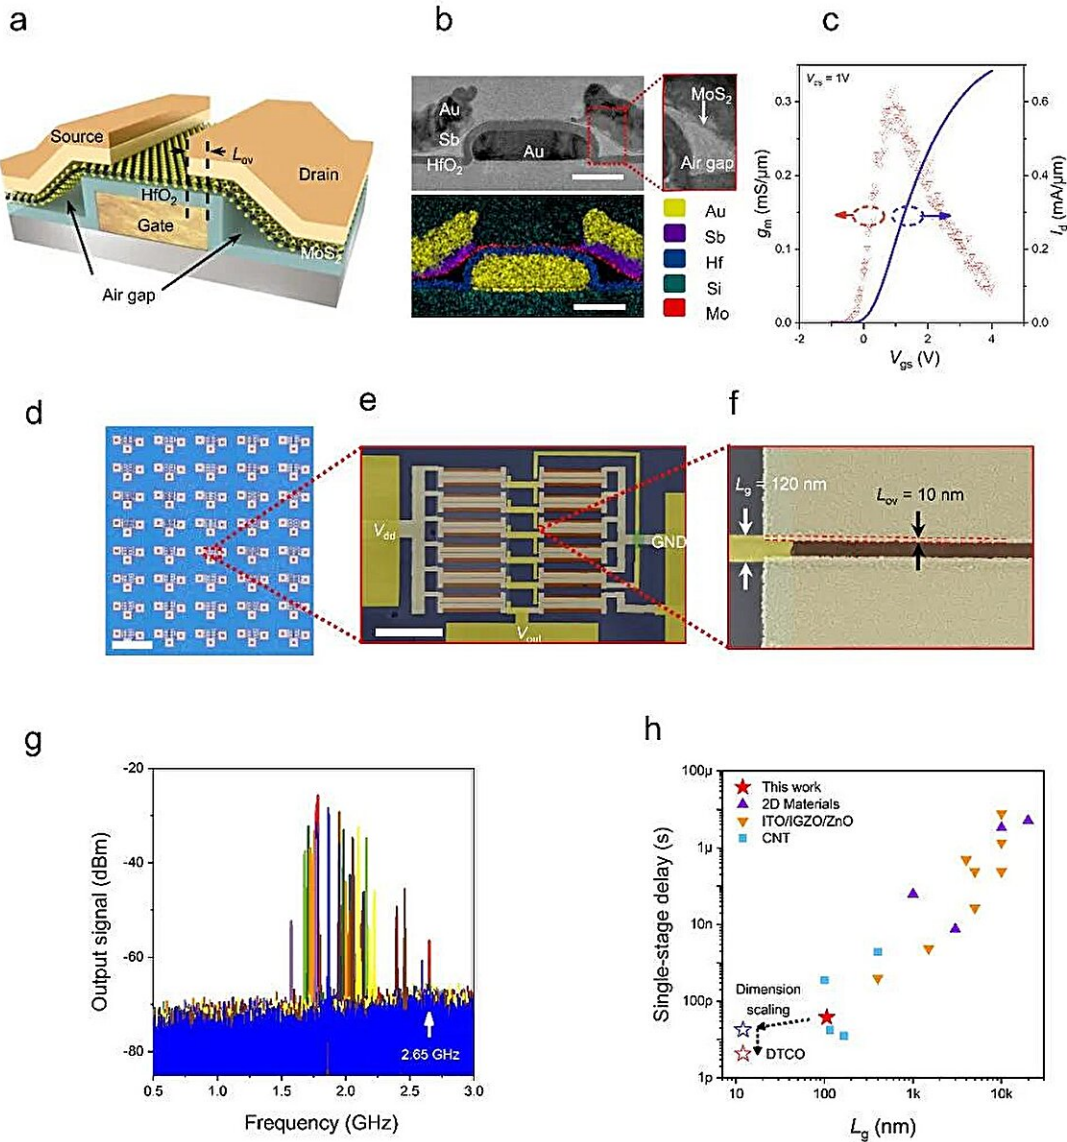 a
Source
Lov
Drain
HfO2
Gate
MoS2
Air gap
b
Au
Sb
HfO2
Au
MoS2
Air gap
Au
Sb
Hf
Si
Mo
c
0.3
0.2
0.1
0.0
gm (mS/μm)
= 1V
0.6
0.4
0.2
0.0
Id (mA/μm)
-2
0
2
4
Vgs (V)
d
e
Vdd
GND
Vout
f
Lg = 120 nm
Lov = 10 nm
g
-20
-40
-60
-80
Output signal (dBm)
2.65 GHz
0.5
1.0
1.5
2.0
2.5
3.0
Frequency (GHz)
h
100μ
1μ
10n
100p
1p
Single-stage delay (s)
This work
2D Materials
ITO/IGZO/ZnO
CNT
Dimension
scaling
DTCO
10
100
1k
10k
Lg (nm)